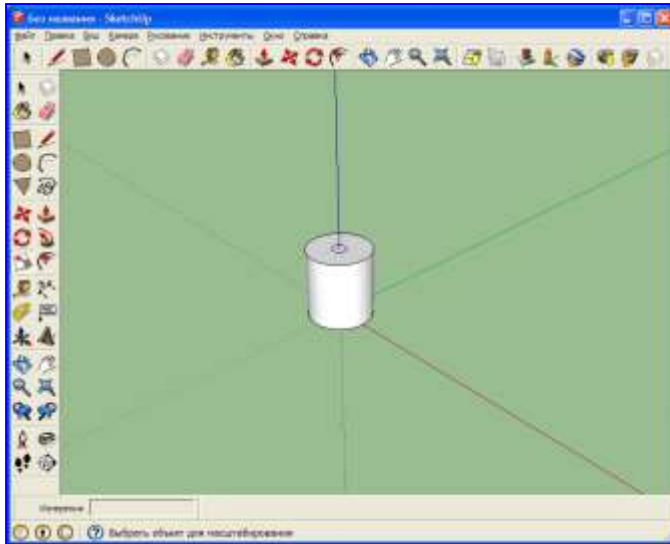 Без названия - SketchUp
Файл Правка Вид Камера Рисование Инструменты Окно Справка
Измерения
Выбрать объект для масштабирования